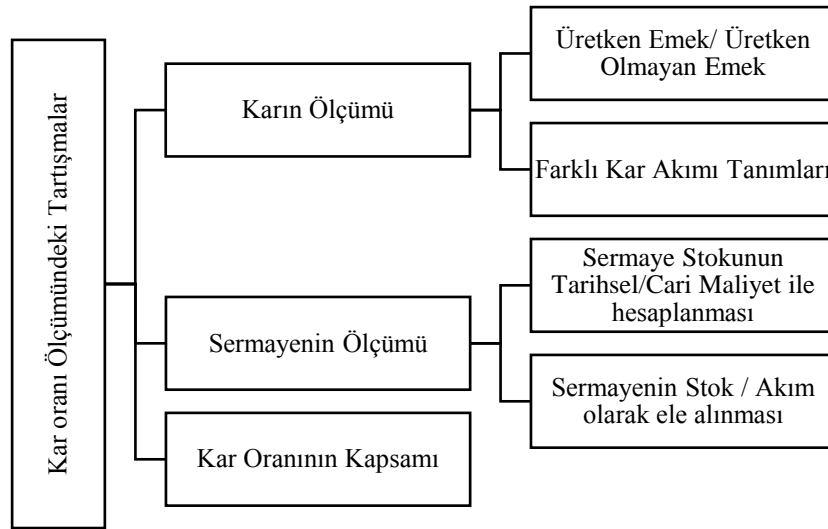 Kar oranı Ölçümündeki Tartışmalar
Karın Ölçümü
Üretken Emek/ Üretken
Olmayan Emek
Farklı Kar Akımı Tanımları
Sermayenin Ölçümü
Sermaye Stokunun
Tarihsel/Cari Maliyet ile
hesaplanması
Sermayenin Stok / Akım
olarak ele alınması
Kar Oranının Kapsamı